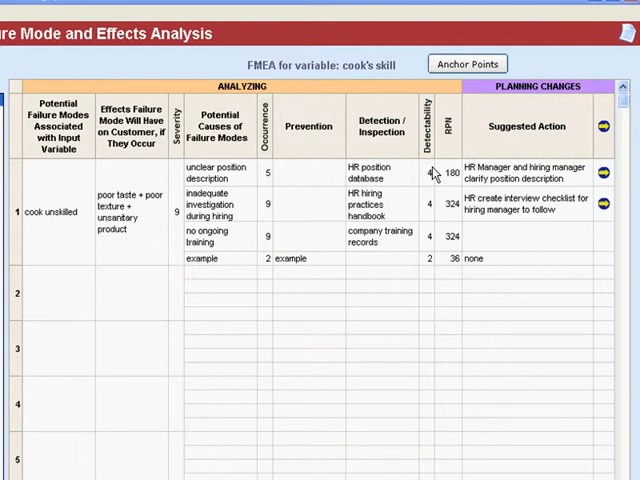 re Mode and Effects Analysis
FMEA for variable: cook's skill
Anchor Points
ANALYZING
PLANNING CHANGES
Potential
Failure Modes
Associated
with Input
Variable
Effects Failure
Mode Will Have
on Customer, if
They Occur
Severity
Potential
Causes of
Failure Modes
Occurrence
Prevention
Detection /
Inspection
Detectability
RPN
Suggested Action
1
cook unskilled
poor taste + poor
texture +
unsanitary
product
9
unclear position
description
5
HR position
database
4
180
HR Manager and hiring manager
clarify position description
inadequate
investigation
during hiring
9
HR hiring
practices
handbook
4
324
HR create interview checklist for
hiring manager to follow
no ongoing
training
9
company training
records
4
324
example
2
example
2
36
none
2
3
4
5